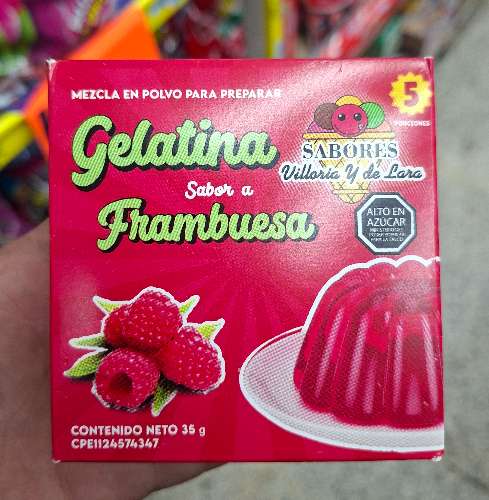 MEZCLA EN POLVO PARA PREPARAR
Gelatina
Sabor a
Frambuesa
5
PORCIONES
SABORES
Villoria Y de Lara
ALTO EN
AZÚCAR
CONTENIDO NETO 35 g
CPE1124574347